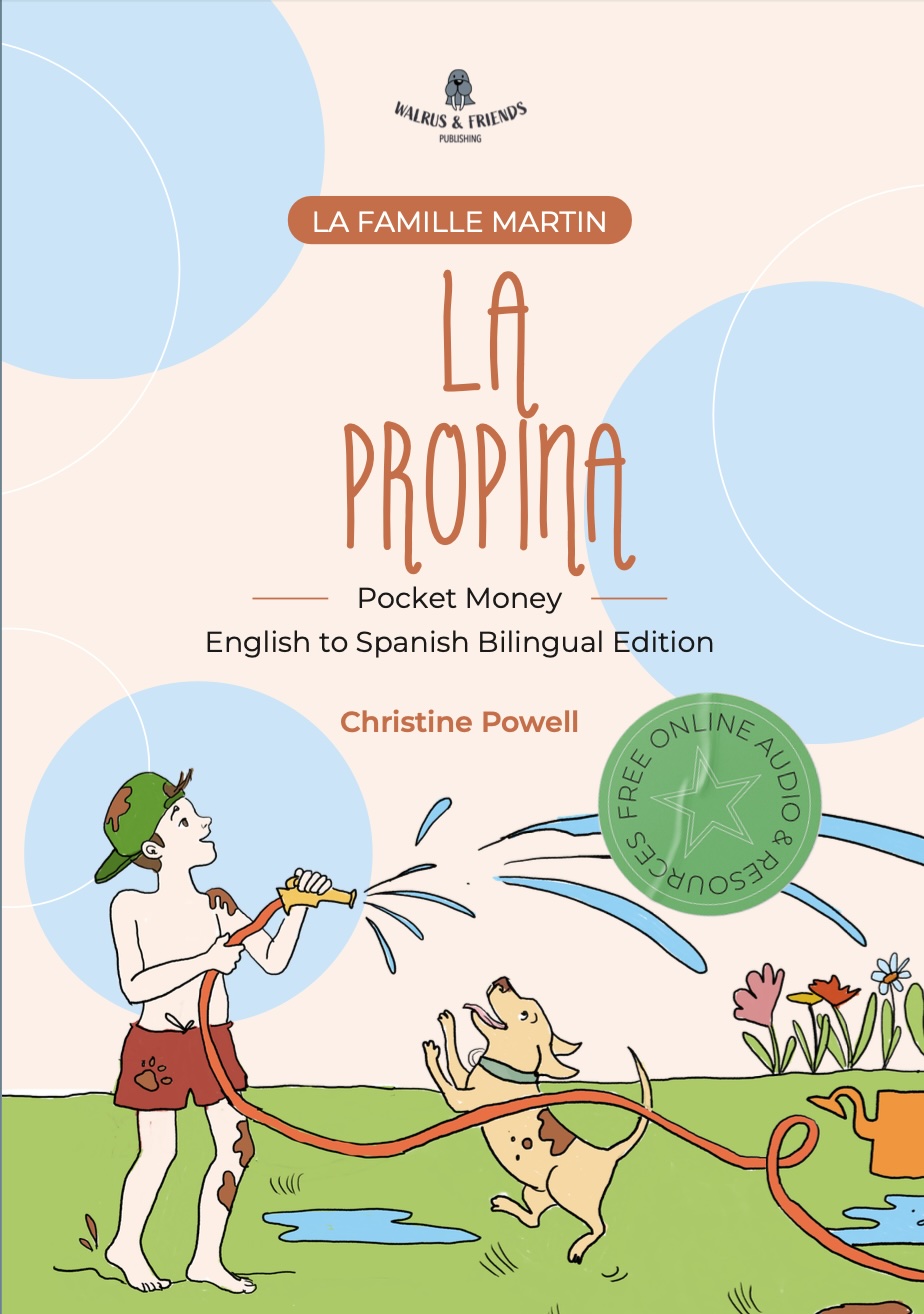 WALRUS & FRIENDS
PUBLISHING
LA FAMILLE MARTIN
LA
PROPINA
Pocket Money
English to Spanish Bilingual Edition
Christine Powell
FREE ONLINE AUDIO & RESOURCES